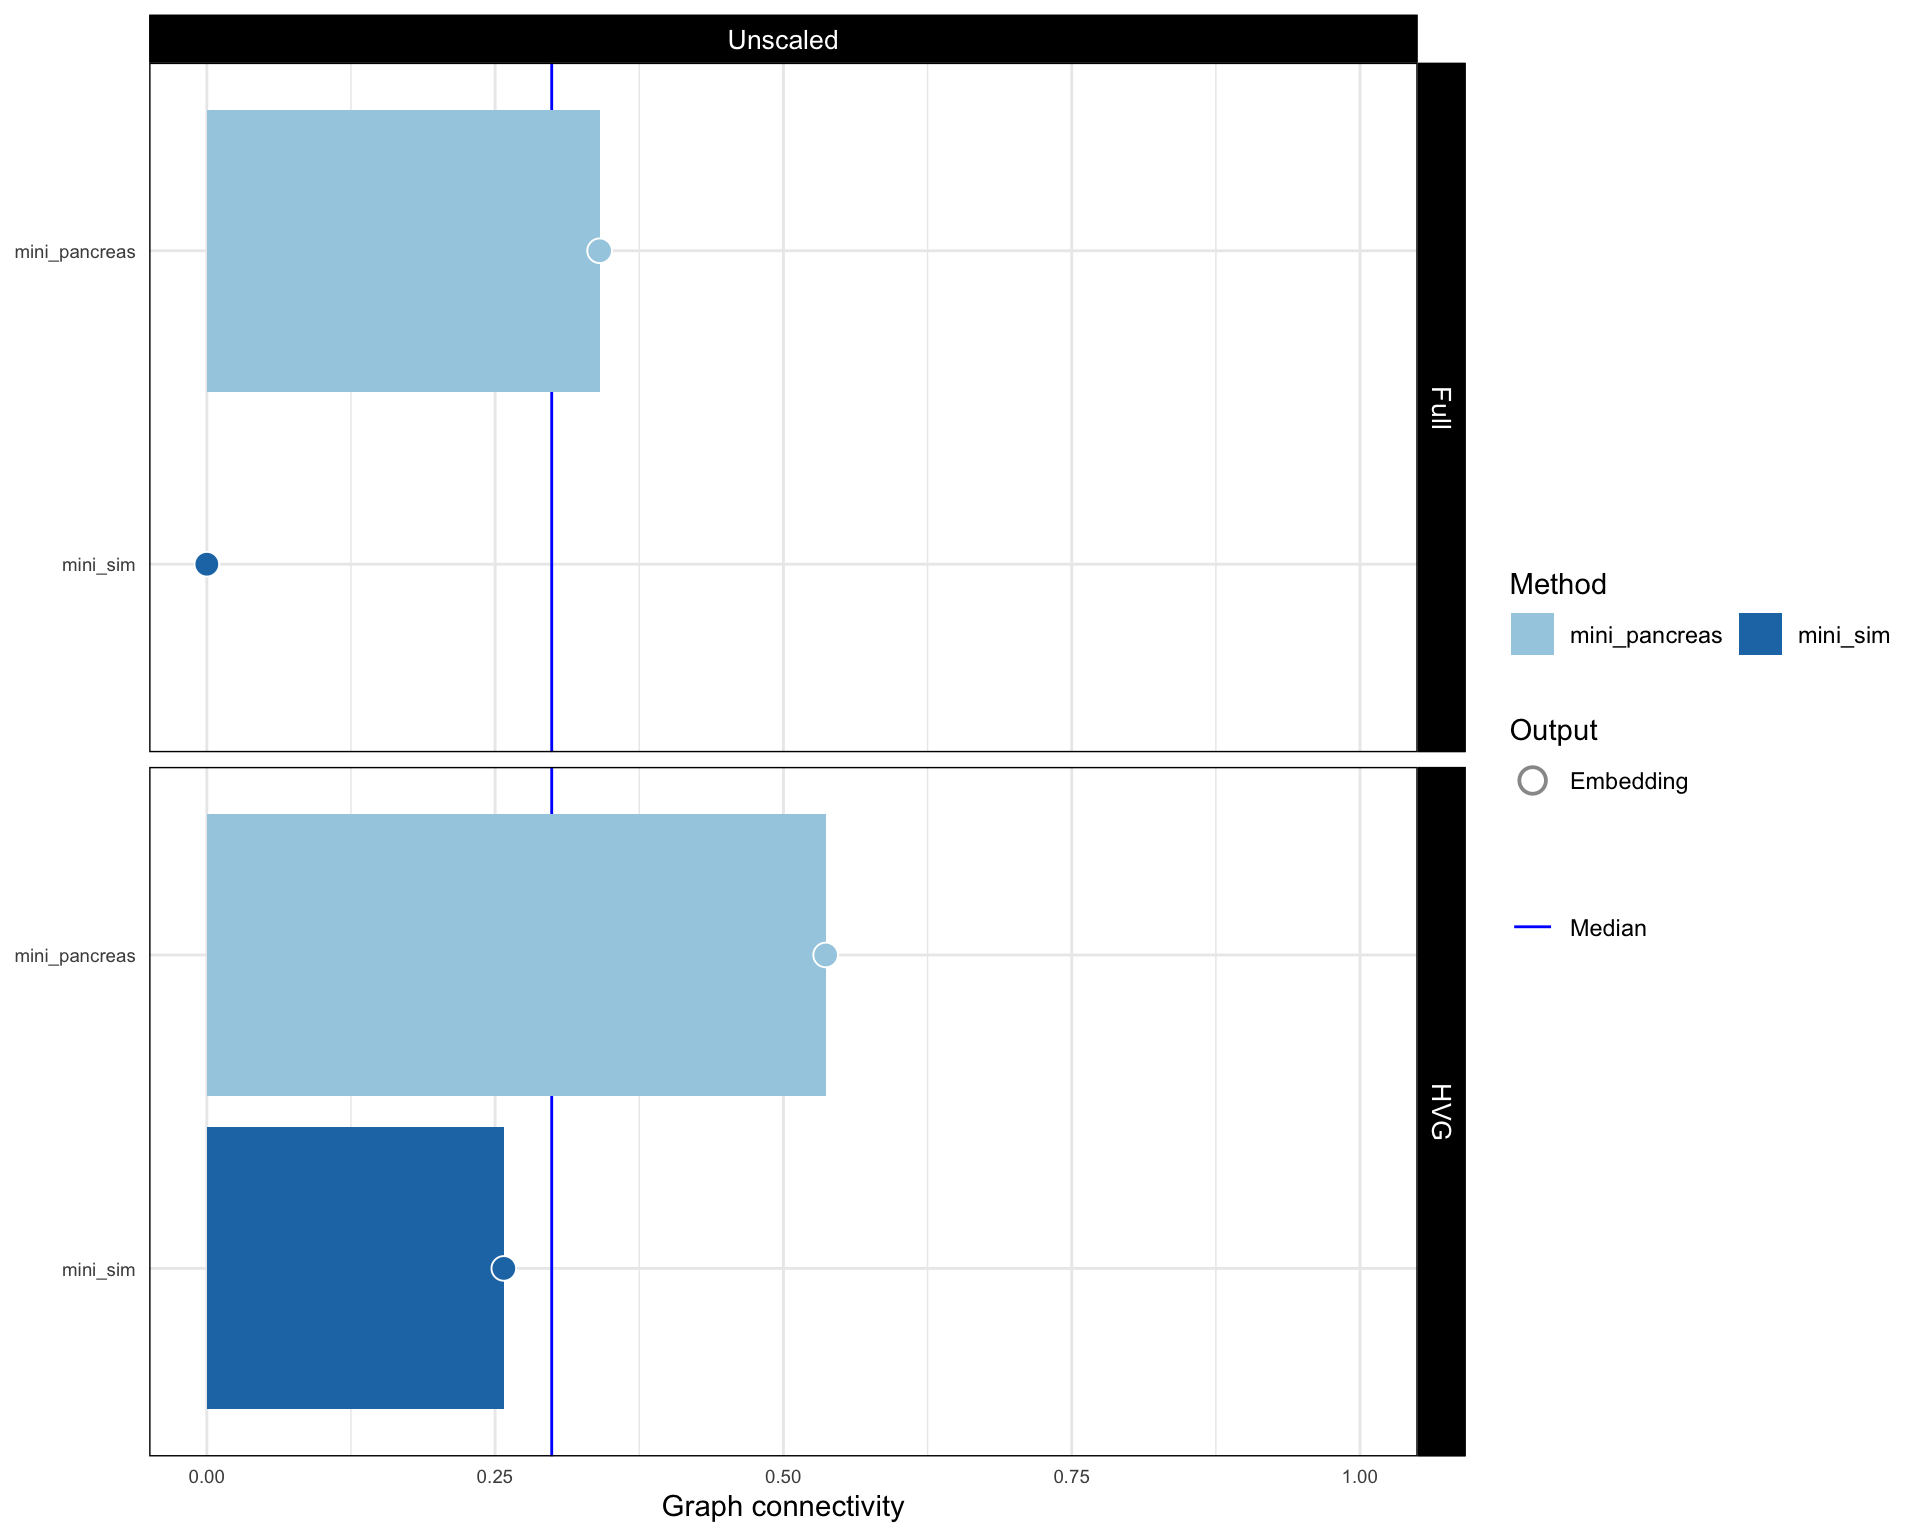 Unscaled
mini_pancreas
mini_sim
Full
mini_pancreas
mini_sim
HVG
0.00 0.25 0.50 0.75 1.00
Graph connectivity
Method
mini_pancreas mini_sim
Output
Embedding
Median